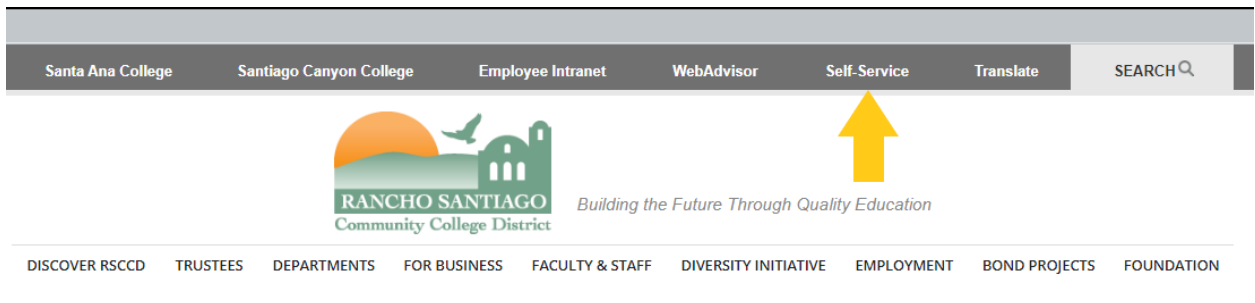 Santa Ana College Santiago Canyon College Employee Intranet WebAdvisor Self-Service Translate SEARCH
RANCHO SANTIAGO
Community College District
Building the Future Through Quality Education
DISCOVER RSCCD TRUSTEES DEPARTMENTS FOR BUSINESS FACULTY & STAFF DIVERSITY INITIATIVE EMPLOYMENT BOND PROJECTS FOUNDATION